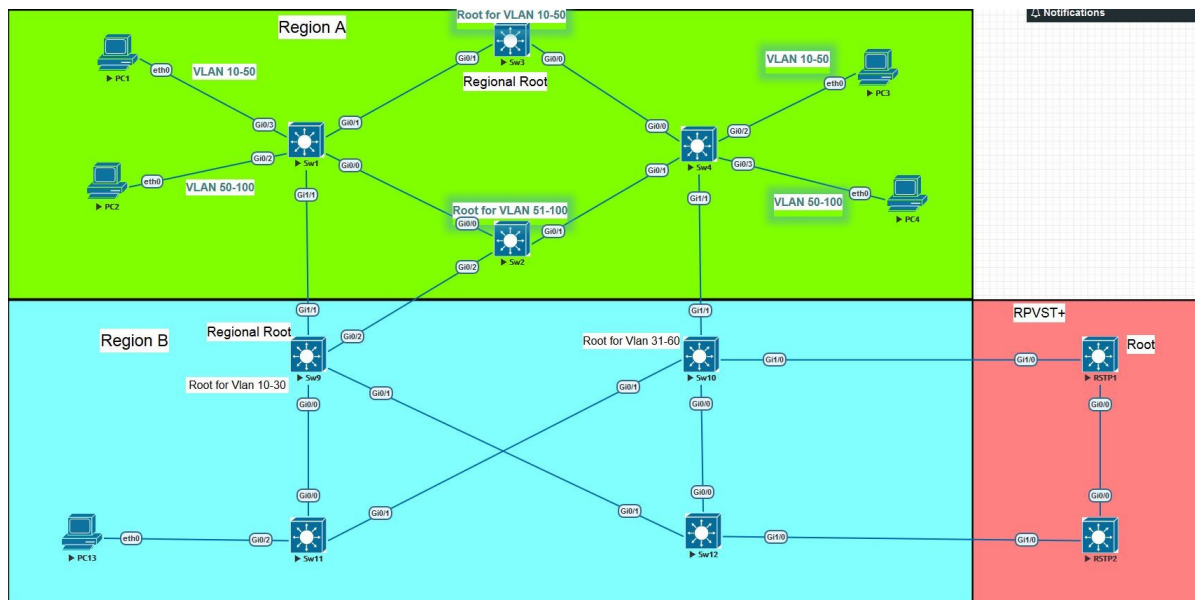 Root for VLAN 10-50
Notifications
Region A
Gi0/1
Sw3
Gi0/0
Regional Root
eth0
PC1
VLAN 10-50
VLAN 10-50
eth0
PC3
Gi0/3
Gi0/1
Gi0/0
Gi0/2
Gi0/2
Sw1
Gi0/0
Sw4
Gi0/1
Gi0/3
eth0
PC2
VLAN 50-100
Gi1/1
Root for VLAN 51-100
Gi0/0
Gi0/1
Sw2
Gi0/2
Gi1/1
VLAN 50-100
eth0
PC4
Region B
Regional Root
Gi1/1
Gi0/2
Sw9
Root for Vlan 10-30
Gi0/0
Gi0/1
Root for Vlan 31-60
Gi1/1
Gi1/0
Sw10
Gi0/1
Gi0/0
RPVST+
Root
Gi1/0
RSTP1
Gi0/0
Gi0/0
Gi0/1
Gi0/1
Gi0/0
Gi0/0
eth0
PC13
Gi0/2
Sw11
Sw12
Gi1/0
Gi1/0
RSTP2